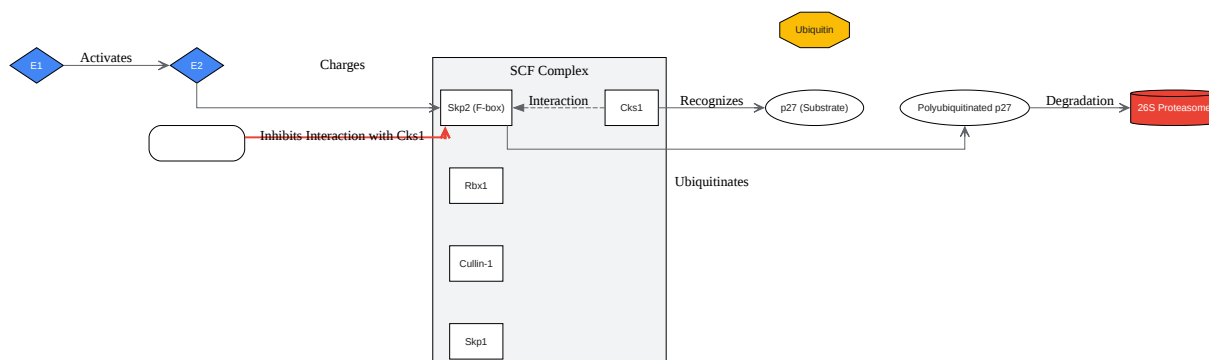 Ubiquitin
E1
Activates
E2
Charges
SCF Complex
Skp2 (F-box)
Interaction
Cks1
Recognizes
p27 (Substrate)
Polyubiquitinated p27
Degradation
26S Proteasome
Inhibits Interaction with Cks1
Rbx1
Ubiquitinates
Cullin-1
Skp1